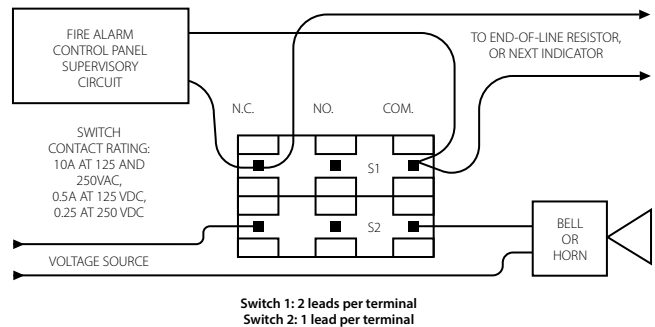 FIRE ALARM
CONTROL PANEL
SUPERVISORY
CIRCUIT
TO END-OF-LINE RESISTOR,
OR NEXT INDICATOR
N.C.
NO.
COM.
SWITCH
CONTACT RATING:
10A AT 125 AND
250VAC,
0.5A AT 125 VDC,
0.25 AT 250 VDC
S1
S2
BELL
OR
HORN
VOLTAGE SOURCE
Switch 1: 2 leads per terminal
Switch 2: 1 lead per terminal